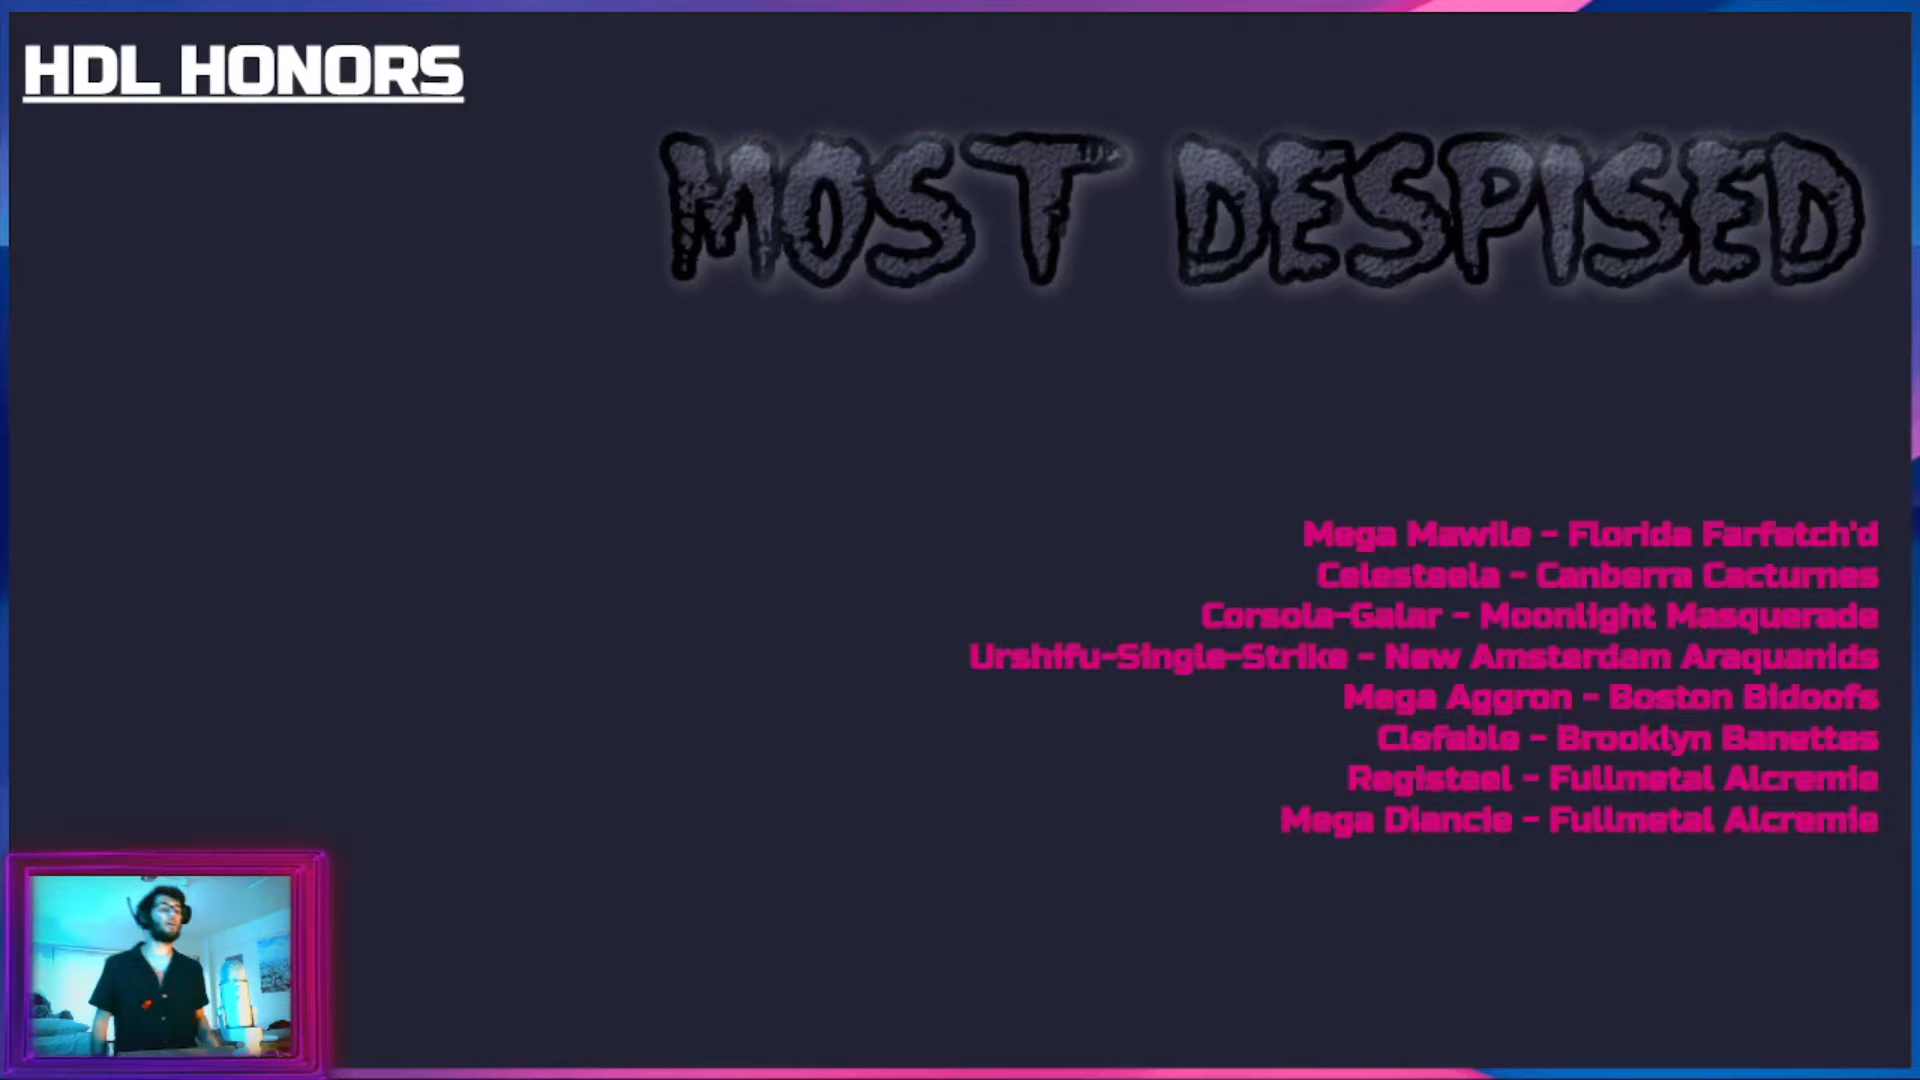 HDL HONORS
MOST DESPISED
Mega Mawile - Florida Farfetch'd
Celesteela - Canberra Cacturnes
Corsola-Galar - Moonlight Masquerade
Urshifu-Single-Strike - New Amsterdam Araquanids
Mega Aggron - Boston Bidoofs
Clefable - Brooklyn Banettes
Registeel - Fullmetal Alcremie
Mega Diancie - Fullmetal Alcremie